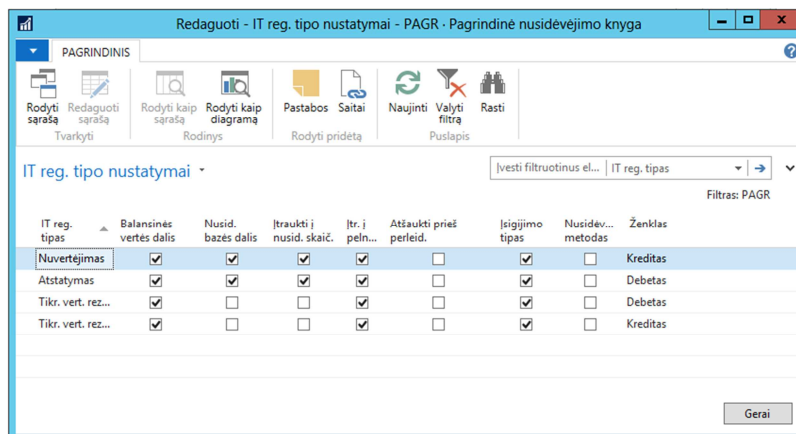 Redaguoti - IT reg. tipo nustatymai - PAGR · Pagrindinė nusidėvėjimo knyga
PAGRINDINIS
Rodyti sąrašą
Redaguoti sąrašą
Rodyti kaip sąrašą
Rodyti kaip diagramą
Pastabos
Saitai
Naujinti
Valyti filtrą
Rasti
Tvarkyti
Rodinys
Rodyti pridėtą
Puslapis
IT reg. tipo nustatymai
Įvesti filtruotinus el... IT reg. tipas
Filtras: PAGR
IT reg. tipas Balansinės vertės dalis Nusid. bazės dalis Įtraukti į nusid. skaič. Įtr. į peln... Atšaukti prieš perleid. Įsigijimo tipas Nusidėv... metodas Ženklas
Nuvertėjimas Kreditas
Atstatymas Debetas
Tikr. vert. rez... Debetas
Tikr. vert. rez... Kreditas
Gerai